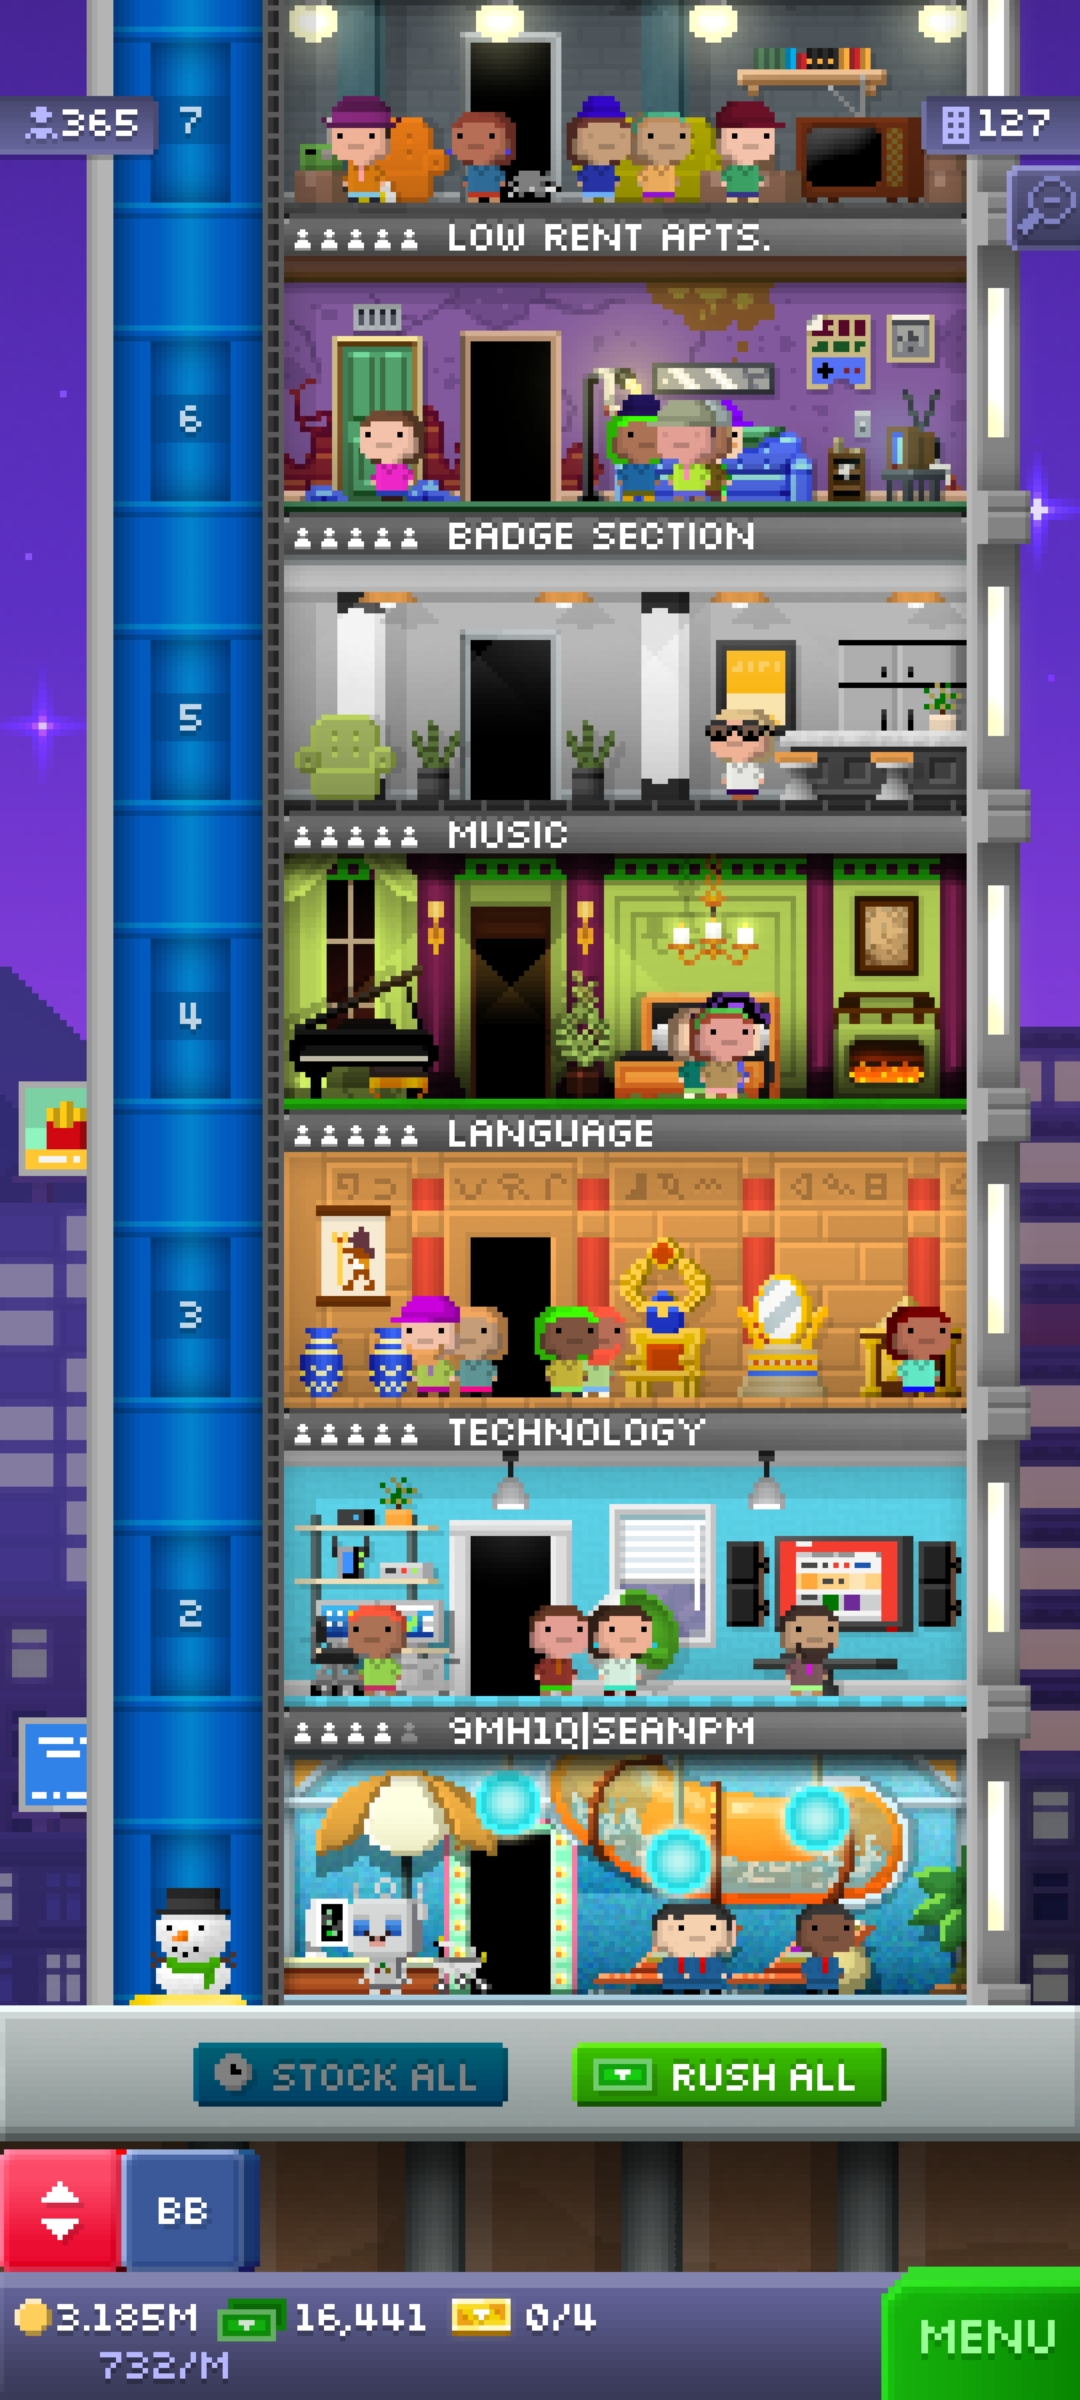 365
7
127
LOW RENT APTS.
6
BADGE SECTION
5
MUSIC
4
LANGUAGE
3
TECHNOLOGY
2
9MH1Q|SEANPM
STOCK ALL
RUSH ALL
BB
3.185M
16,441
0/4
732/M
MENU